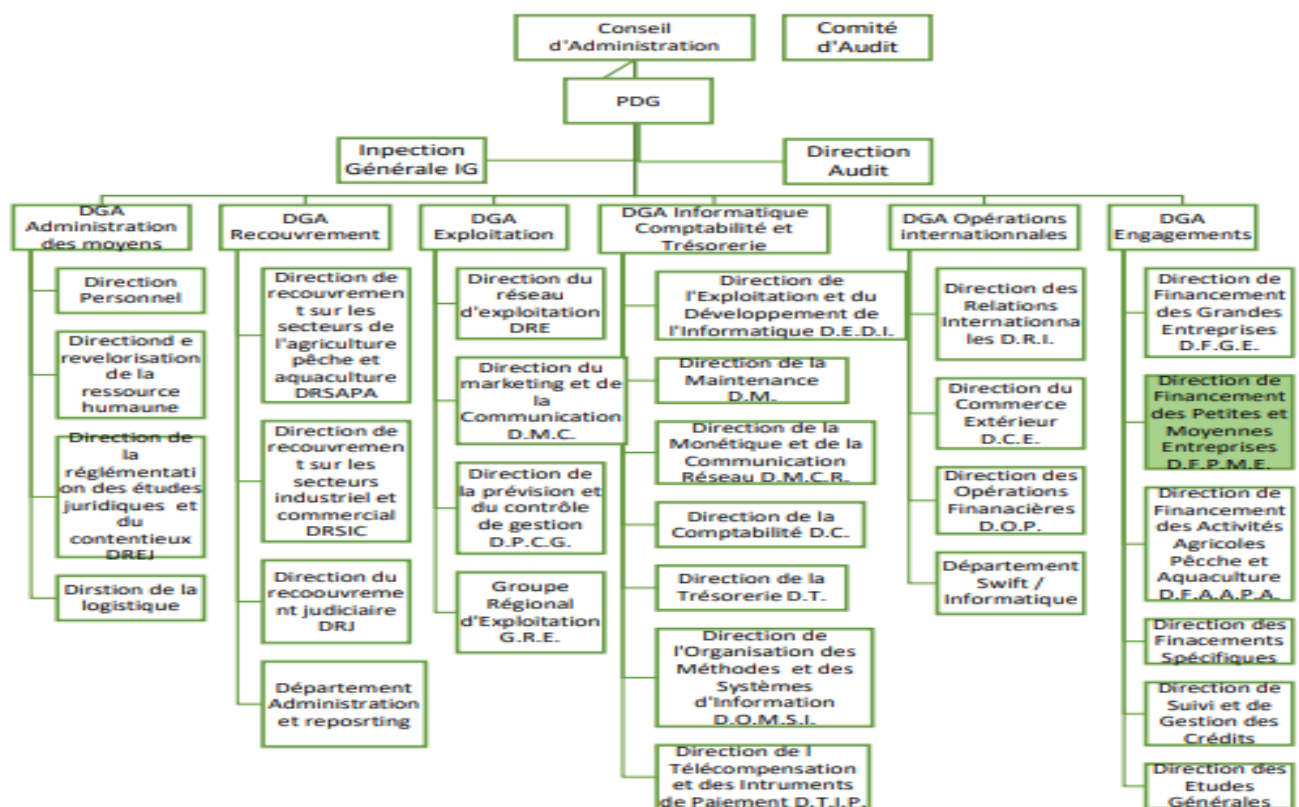 Conseil
d'Administration
Comité
d'Audit
PDG
Inpection
Générale IG
Direction
Audit
DGA
Administration
des moyens
Direction
Personnel
Directiond e
revelorisation
de la
ressource
humaune
Direction de
la
réglémentati
on des études
juridiques et
du
contentieux
DREJ
Dirstion de la
logistique
DGA
Recouvrement
Direction de
recouvremen
t sur les
secteurs de
l'agriculture
pêche et
aquaculture
DRSAPA
Direction de
recouvremen
t sur les
secteurs
industriel et
commercial
DRSIC
Direction du
recoouvreme
nt judiciaire
DRJ
Département
Administration
et reposrting
DGA
Exploitation
Direction du
réseau
d'exploitation
DRE
Direction du
marketing et de
la
Communication
D.M.C.
Direction de
la prévision et
du contrôle
de gestion
D.P.C.G.
Groupe
Régional
d'Exploitation
G.R.E.
DGA Informatique
Comptabilité et
Trésorerie
Direction de
l'Exploitation et du
Développement de
l'Informatique D.E.D.I.
Direction de la
Maintenance
D.M.
Direction de la
Monétique et de la
Communication
Réseau D.M.C.R.
Direction de la
Comptabilité D.C.
Direction de la
Trésorerie D.T.
Direction de
l'Organisation des
Méthodes et des
Systèmes
d'Information
D.O.M.S.I.
Direction de l
Télécompensation
et des Intruments
de Paiement D.T.I.P.
DGA Opérations
internationnales
Direction des
Relations
Internationna
les D.R.I.
Direction du
Commerce
Extérieur
D.C.E.
Direction des
Opérations
Finanacières
D.O.P.
Département
Swift /
Informatique
DGA
Engagements
Direction de
Financement
des Grandes
Entreprises
D.F.G.E.
Direction de
Financement
des Petites et
Moyennes
Entreprises
D.F.P.M.E.
Direction de
Financement
des Activités
Agricoles
Pêcche et
Aquaculture
D.F.A.A.P.A.
Direction des
Finacements
Spécifiques
Direction de
Suivi et de
Gestion des
Crédits
Direction des
Etudes
Générales